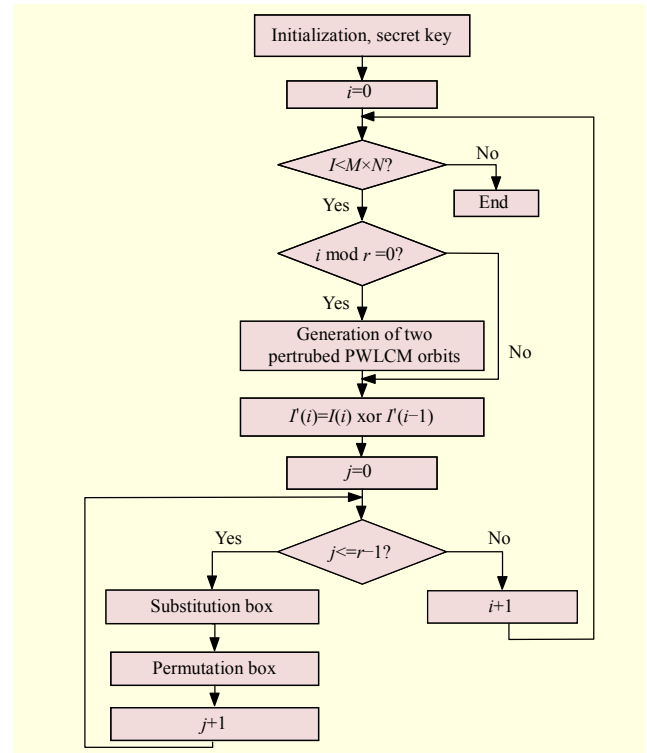 Initialization, secret key
i=0
I<M×N?
No
End
Yes
i mod r =0?
Yes
Generation of two
pertrubed PWLCM orbits
No
I'(i)=I(i) xor I'(i−1)
j=0
j<=r−1?
Yes
No
Substitution box
i+1
Permutation box
j+1